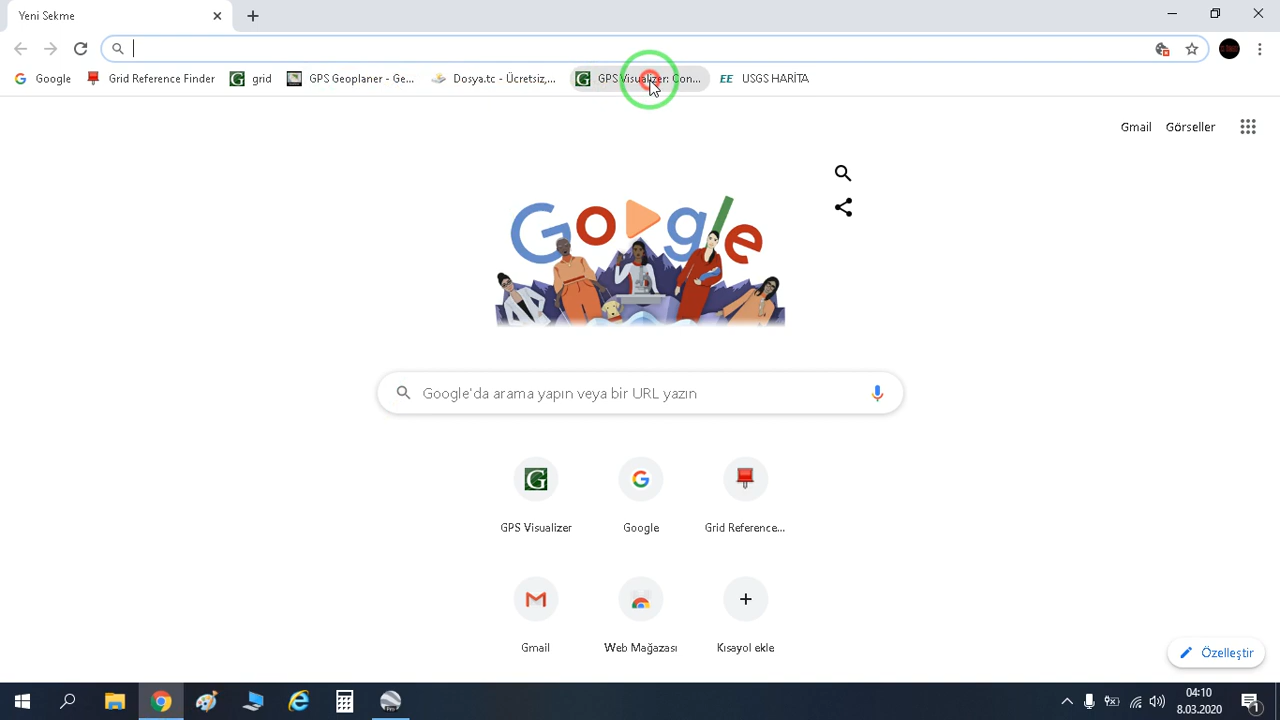 Yeni Sekme
Google
Grid Reference Finder
grid
GPS Geoplaner - Ge...
Dosya.tc - Ücretsiz,...
GPS Visualizer: Con...
EE USGS HARİTA
Gmail
Görseller
Google'da arama yapın veya bir URL yazın
GPS Visualizer
Google
Grid Reference...
Gmail
Web Mağazası
Kısayol ekle
Özelleştir
04:10
8.03.2020